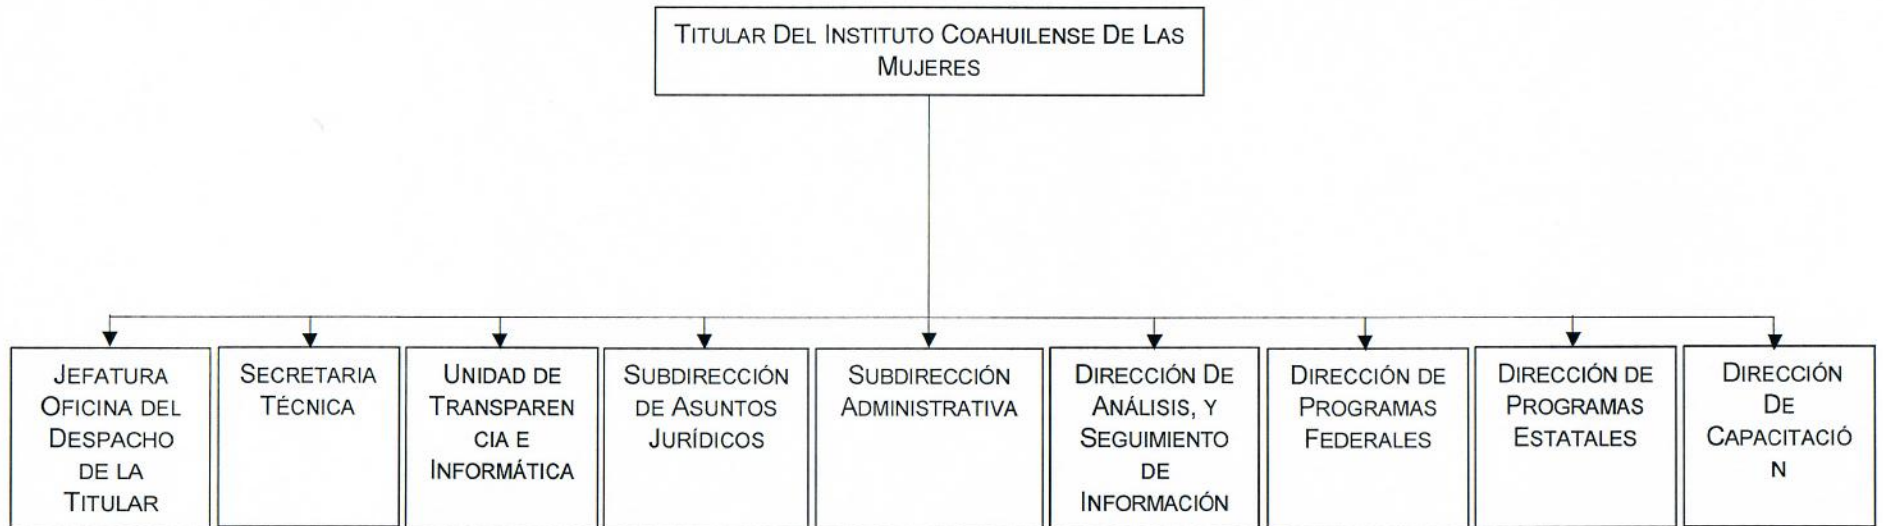 TITULAR DEL INSTITUTO COAHUILENSE DE LAS
MUJERES
JEFATURA
OFICINA DEL
DESPACHO
DE LA
TITULAR
SECRETARIA
TÉCNICA
UNIDAD DE
TRANSPAREN
CIA E
INFORMÁTICA
SUBDIRECCIÓN
DE ASUNTOS
JURÍDICOS
SUBDIRECCIÓN
ADMINISTRATIVA
DIRECCIÓN DE
ANÁLISIS, Y
SEGUIMIENTO
DE
INFORMACIÓN
DIRECCIÓN DE
PROGRAMAS
FEDERALES
DIRECCIÓN DE
PROGRAMAS
ESTATALES
DIRECCIÓN
DE
CAPACITACIÓ
N